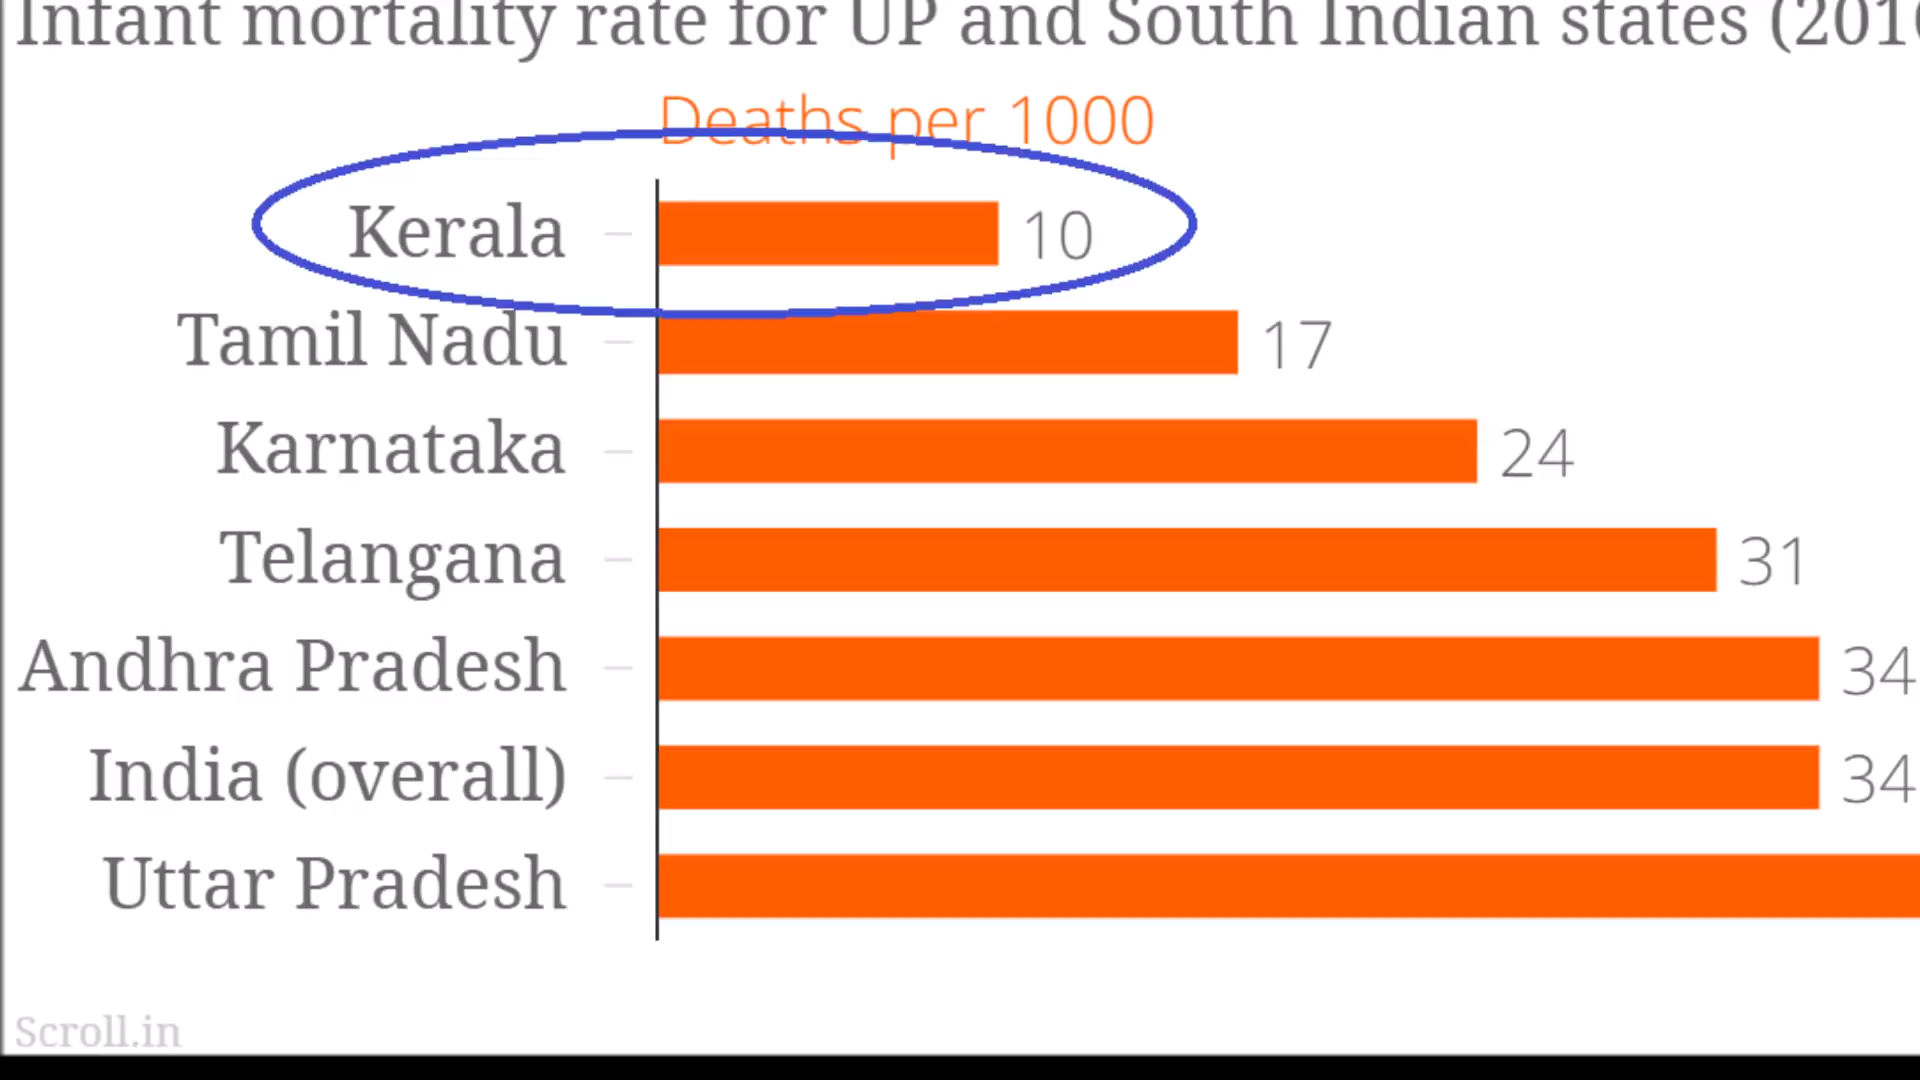 Infant mortality rate for UP and South Indian states
Deaths per 1000
Kerala 10
Tamil Nadu 17
Karnataka 24
Telangana 31
Andhra Pradesh 34
India (overall) 34
Uttar Pradesh
Scroll.in